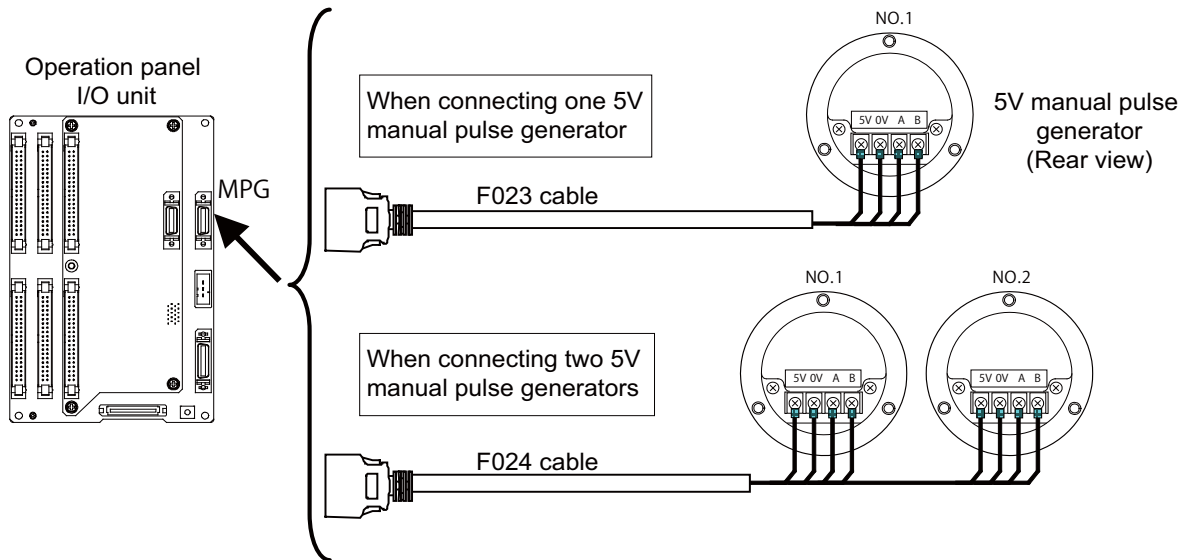 Operation panel
I/O unit
MPG
When connecting one 5V
manual pulse generator
F023 cable
NO.1
5V 0V A B
5V manual pulse
generator
(Rear view)
When connecting two 5V
manual pulse generators
F024 cable
NO.1
5V 0V A B
NO.2
5V 0V A B